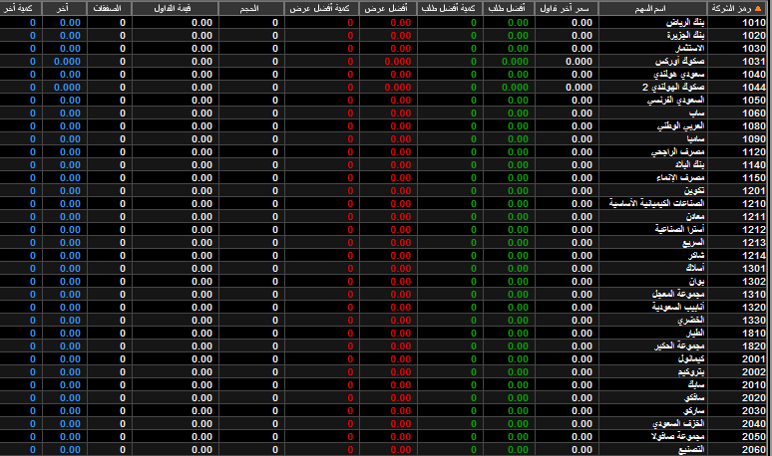 رمز الشركة اسم السهم سعر آخر تداول أفضل طلب كمية أفضل طلب أفضل عرض كمية أفضل عرض الحجم قيمة التداول الصفقات آخر كمية آخر
1010 بنك الرياض 0.00 0.00 0 0.00 0 0 0.00 0 0.00 0
1020 بنك الجزيرة 0.00 0.00 0 0.00 0 0 0.00 0 0.00 0
1030 الاستثمار 0.00 0.00 0 0.00 0 0 0.00 0 0.00 0
1031 صكوك أوركس 0.000 0.000 0 0.000 0 0 0.00 0 0.000 0
1040 سعودي هولندي 0.00 0.00 0 0.00 0 0 0.00 0 0.00 0
1044 صكوك الهولندي 2 0.000 0.000 0 0.000 0 0 0.00 0 0.000 0
1050 السعودي الفرنسي 0.00 0.00 0 0.00 0 0 0.00 0 0.00 0
1060 ساب 0.00 0.00 0 0.00 0 0 0.00 0 0.00 0
1080 العربي الوطني 0.00 0.00 0 0.00 0 0 0.00 0 0.00 0
1090 سامبا 0.00 0.00 0 0.00 0 0 0.00 0 0.00 0
1120 مصرف الراجحي 0.00 0.00 0 0.00 0 0 0.00 0 0.00 0
1140 بنك البلاد 0.00 0.00 0 0.00 0 0 0.00 0 0.00 0
1150 مصرف الإنماء 0.00 0.00 0 0.00 0 0 0.00 0 0.00 0
1201 تكوين 0.00 0.00 0 0.00 0 0 0.00 0 0.00 0
1210 الصناعات الكيميائية الأساسية 0.00 0.00 0 0.00 0 0 0.00 0 0.00 0
1211 معادن 0.00 0.00 0 0.00 0 0 0.00 0 0.00 0
1212 أسترا الصناعية 0.00 0.00 0 0.00 0 0 0.00 0 0.00 0
1213 السريع 0.00 0.00 0 0.00 0 0 0.00 0 0.00 0
1214 شاكر 0.00 0.00 0 0.00 0 0 0.00 0 0.00 0
1301 أسلاك 0.00 0.00 0 0.00 0 0 0.00 0 0.00 0
1302 بوان 0.00 0.00 0 0.00 0 0 0.00 0 0.00 0
1310 مجموعة المعجل 0.00 0.00 0 0.00 0 0 0.00 0 0.00 0
1320 أنابيب السعودية 0.00 0.00 0 0.00 0 0 0.00 0 0.00 0
1330 الخضري 0.00 0.00 0 0.00 0 0 0.00 0 0.00 0
1810 الطيار 0.00 0.00 0 0.00 0 0 0.00 0 0.00 0
1820 مجموعة الحكير 0.00 0.00 0 0.00 0 0 0.00 0 0.00 0
2001 كيمانول 0.00 0.00 0 0.00 0 0 0.00 0 0.00 0
2002 بتروكيم 0.00 0.00 0 0.00 0 0 0.00 0 0.00 0
2010 سابك 0.00 0.00 0 0.00 0 0 0.00 0 0.00 0
2020 سافكو 0.00 0.00 0 0.00 0 0 0.00 0 0.00 0
2030 ساركو 0.00 0.00 0 0.00 0 0 0.00 0 0.00 0
2040 الخزف السعودي 0.00 0.00 0 0.00 0 0 0.00 0 0.00 0
2050 مجموعة صافولا 0.00 0.00 0 0.00 0 0 0.00 0 0.00 0
2060 التصنيع 0.00 0.00 0 0.00 0 0 0.00 0 0.00 0